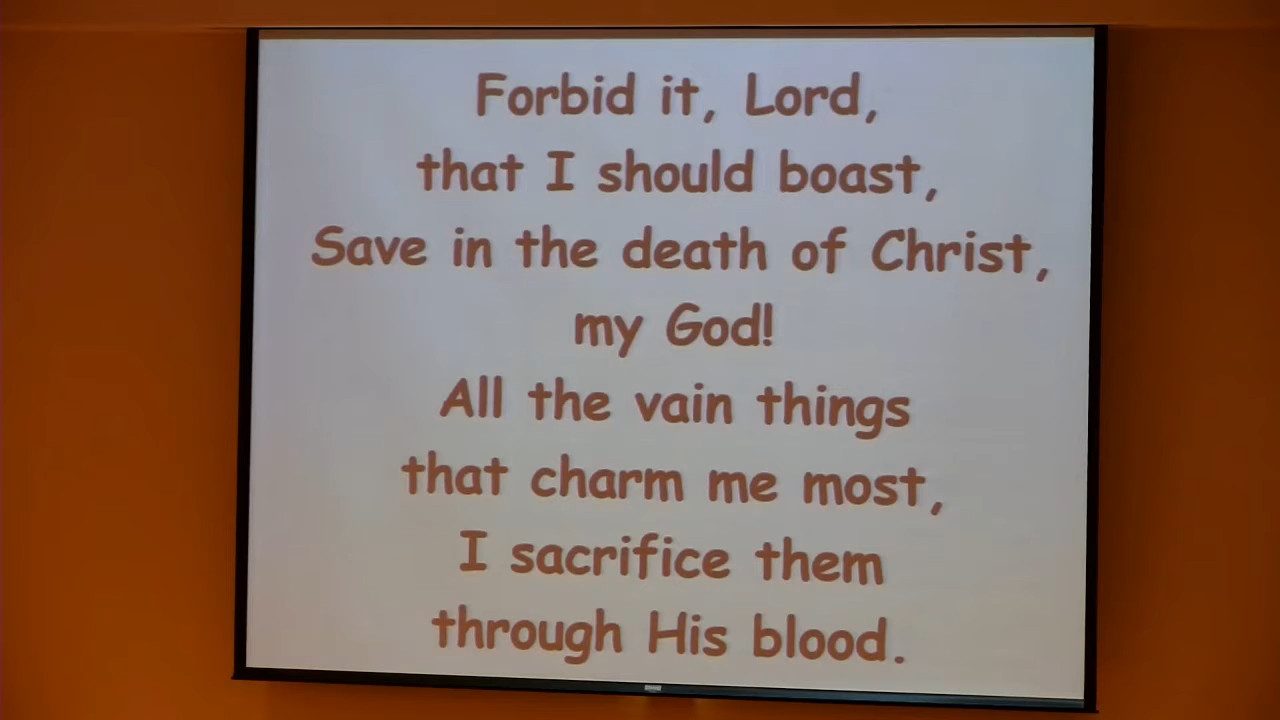 Forbid it, Lord,
that I should boast,
Save in the death of Christ,
my God!
All the vain things
that charm me most,
I sacrifice them
through His blood.